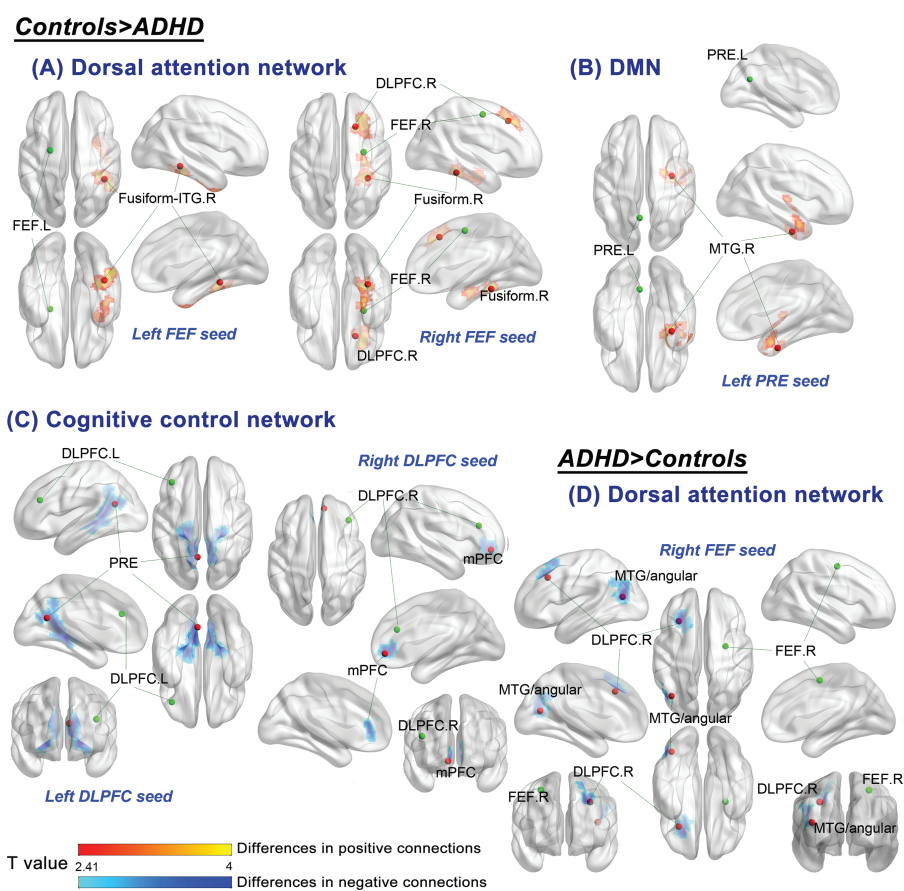 Controls>ADHD
(A) Dorsal attention network
DLPFC.R
FEF.R
Fusiform-ITG.R
Fusiform.R
FEF.L
FEF.R
Fusiform.R
DLPFC.R
Left FEF seed
Right FEF seed
(B) DMN
PRE.L
PRE.L
MTG.R
Left PRE seed
(C) Cognitive control network
DLPFC.L
PRE
DLPFC.L
Left DLPFC seed
Right DLPFC seed
DLPFC.R
mPFC
mPFC
DLPFC.R
mPFC
ADHD>Controls
(D) Dorsal attention network
Right FEF seed
MTG/angular
DLPFC.R
FEF.R
MTG/angular
MTG/angular
DLPFC.R
FEF.R
DLPFC.R
FEF.R
MTG/angular
T value
2.41
4
Differences in positive connections
Differences in negative connections